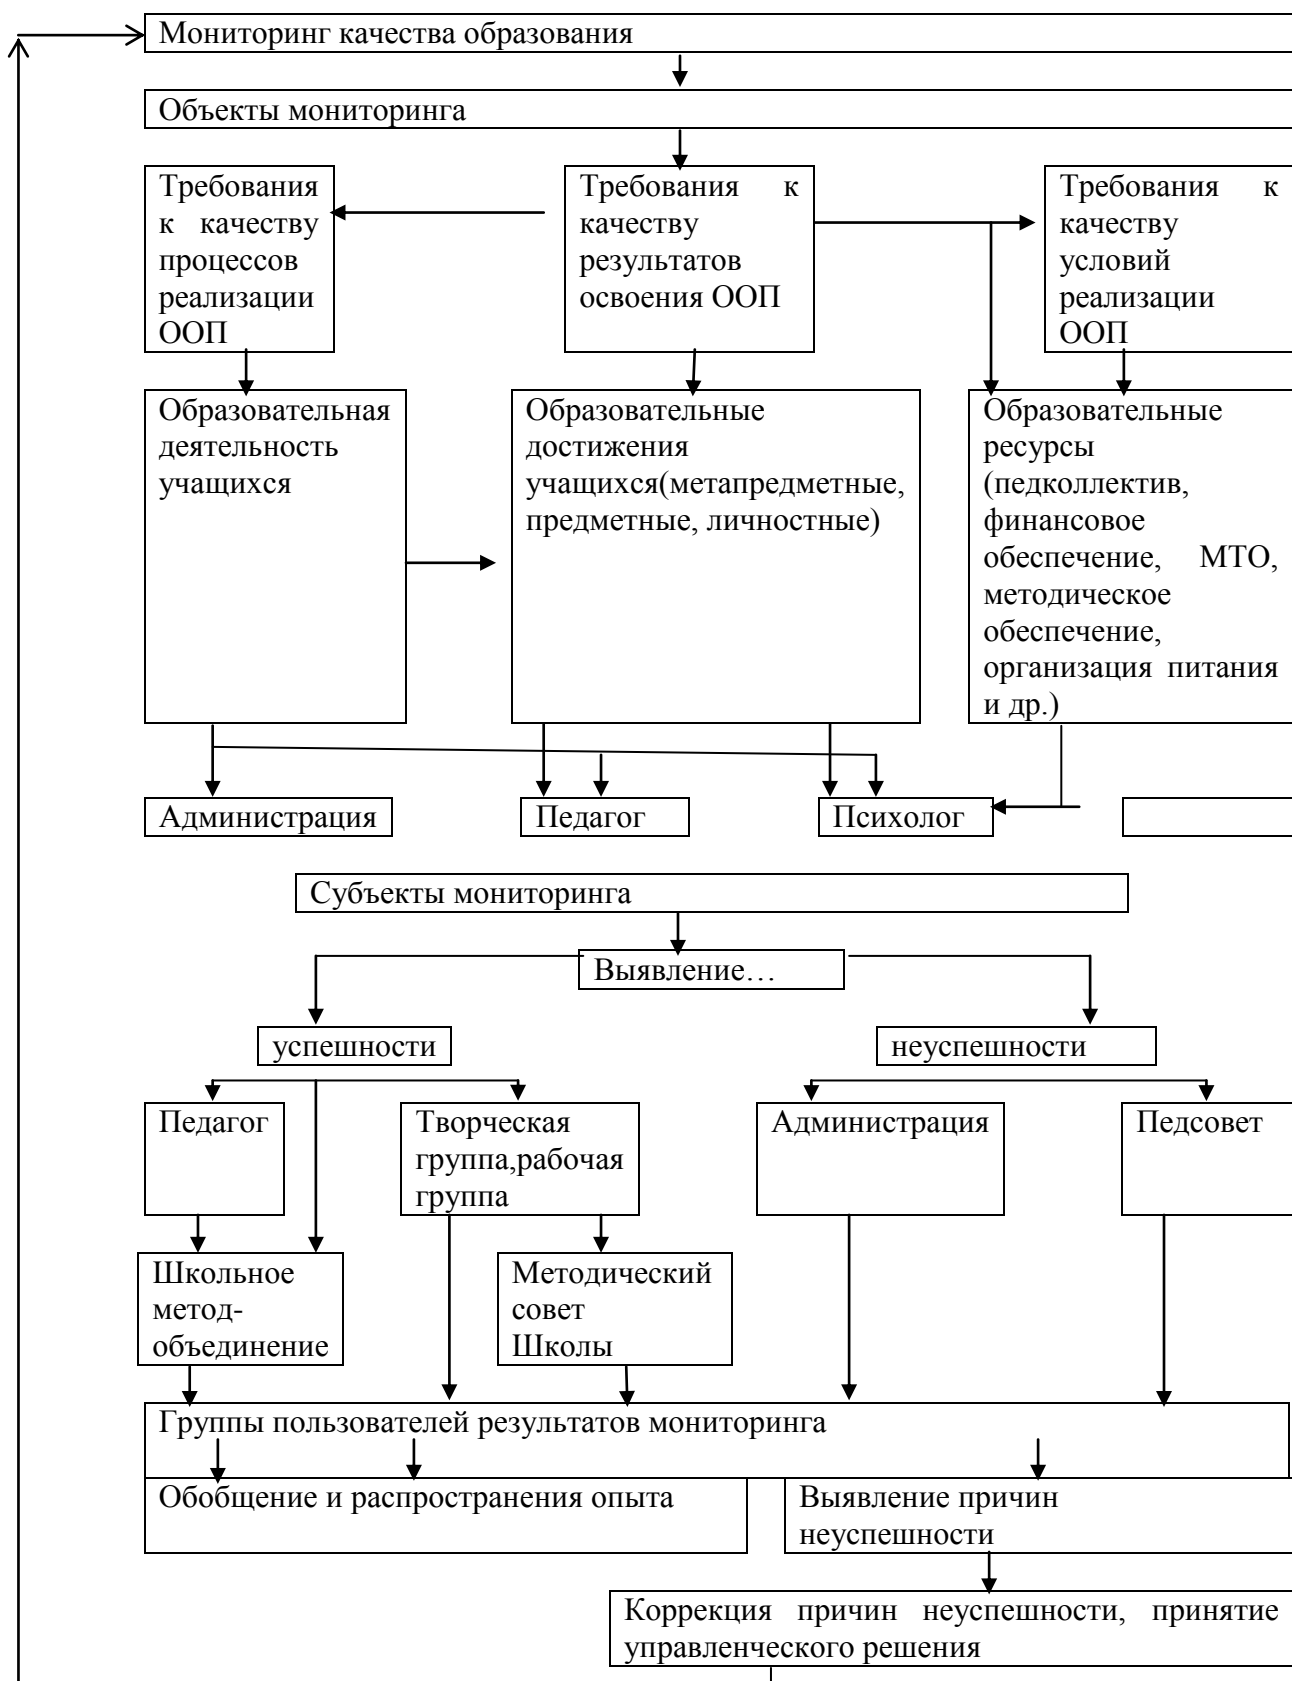 Мониторинг качества образования
Объекты мониторинга
Требования
к качеству
процессов
реализации
ООП
Требования к
качеству
результатов
освоения ООП
Требования к
качеству
условий
реализации
ООП
Образовательная
деятельность
учащихся
Образовательные
достижения
учащихся(метапредметные,
предметные, личностные)
Образовательные
ресурсы
(педколлектив,
финансовое
обеспечение, МТО,
методическое
обеспечение,
организация питания
и др.)
Администрация
Педагог
Психолог
Субъекты мониторинга
Выявление…
успешности
неуспешности
Педагог
Творческая
группа,рабочая
группа
Администрация
Педсовет
Школьное
метод-
объединение
Методический
совет
Школы
Группы пользователей результатов мониторинга
Обобщение и распространения опыта
Выявление причин
неуспешности
Коррекция причин неуспешности, принятие
управленческого решения